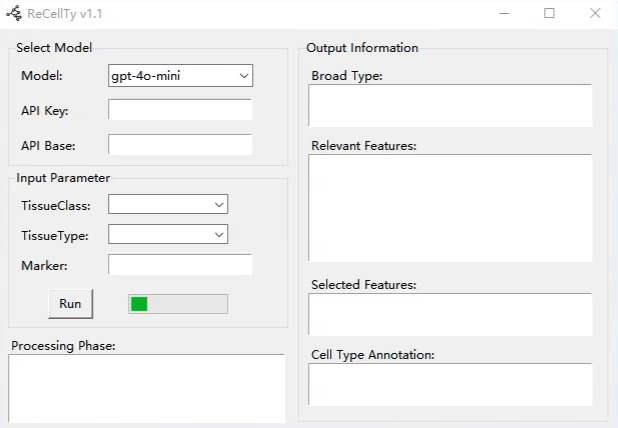 ReCellTy v1.1
Select Model
Model:
gpt-4o-mini
API Key:
API Base:
Input Parameter
TissueClass:
TissueType:
Marker:
Run
Processing Phase:
Output Information
Broad Type:
Relevant Features:
Selected Features:
Cell Type Annotation: